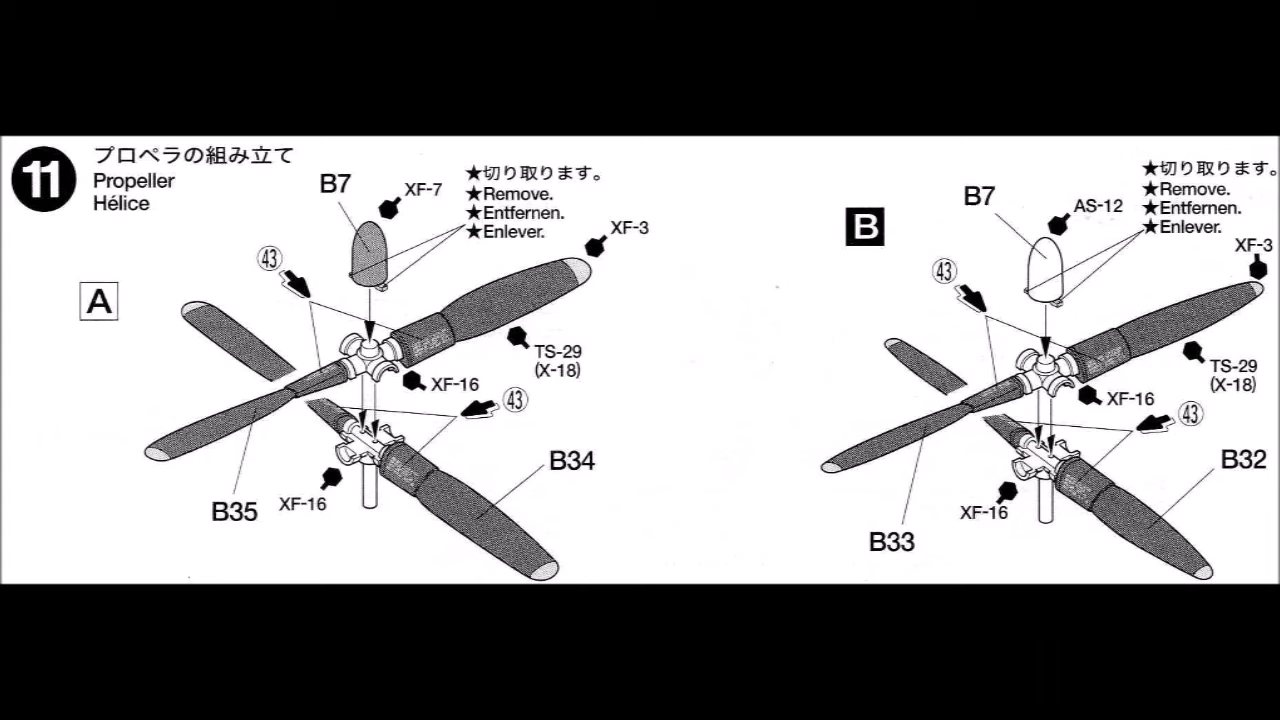 11
プロペラの組み立て
Propeller
Hélice
A
B7
XF-7
★切り取ります。
★Remove.
★Entfernen.
★Enlever.
XF-3
43
TS-29
(X-18)
XF-16
43
B34
B35
XF-16
B
B7
AS-12
★切り取ります。
★Remove.
★Entfernen.
★Enlever.
XF-3
43
TS-29
(X-18)
XF-16
43
B32
B33
XF-16